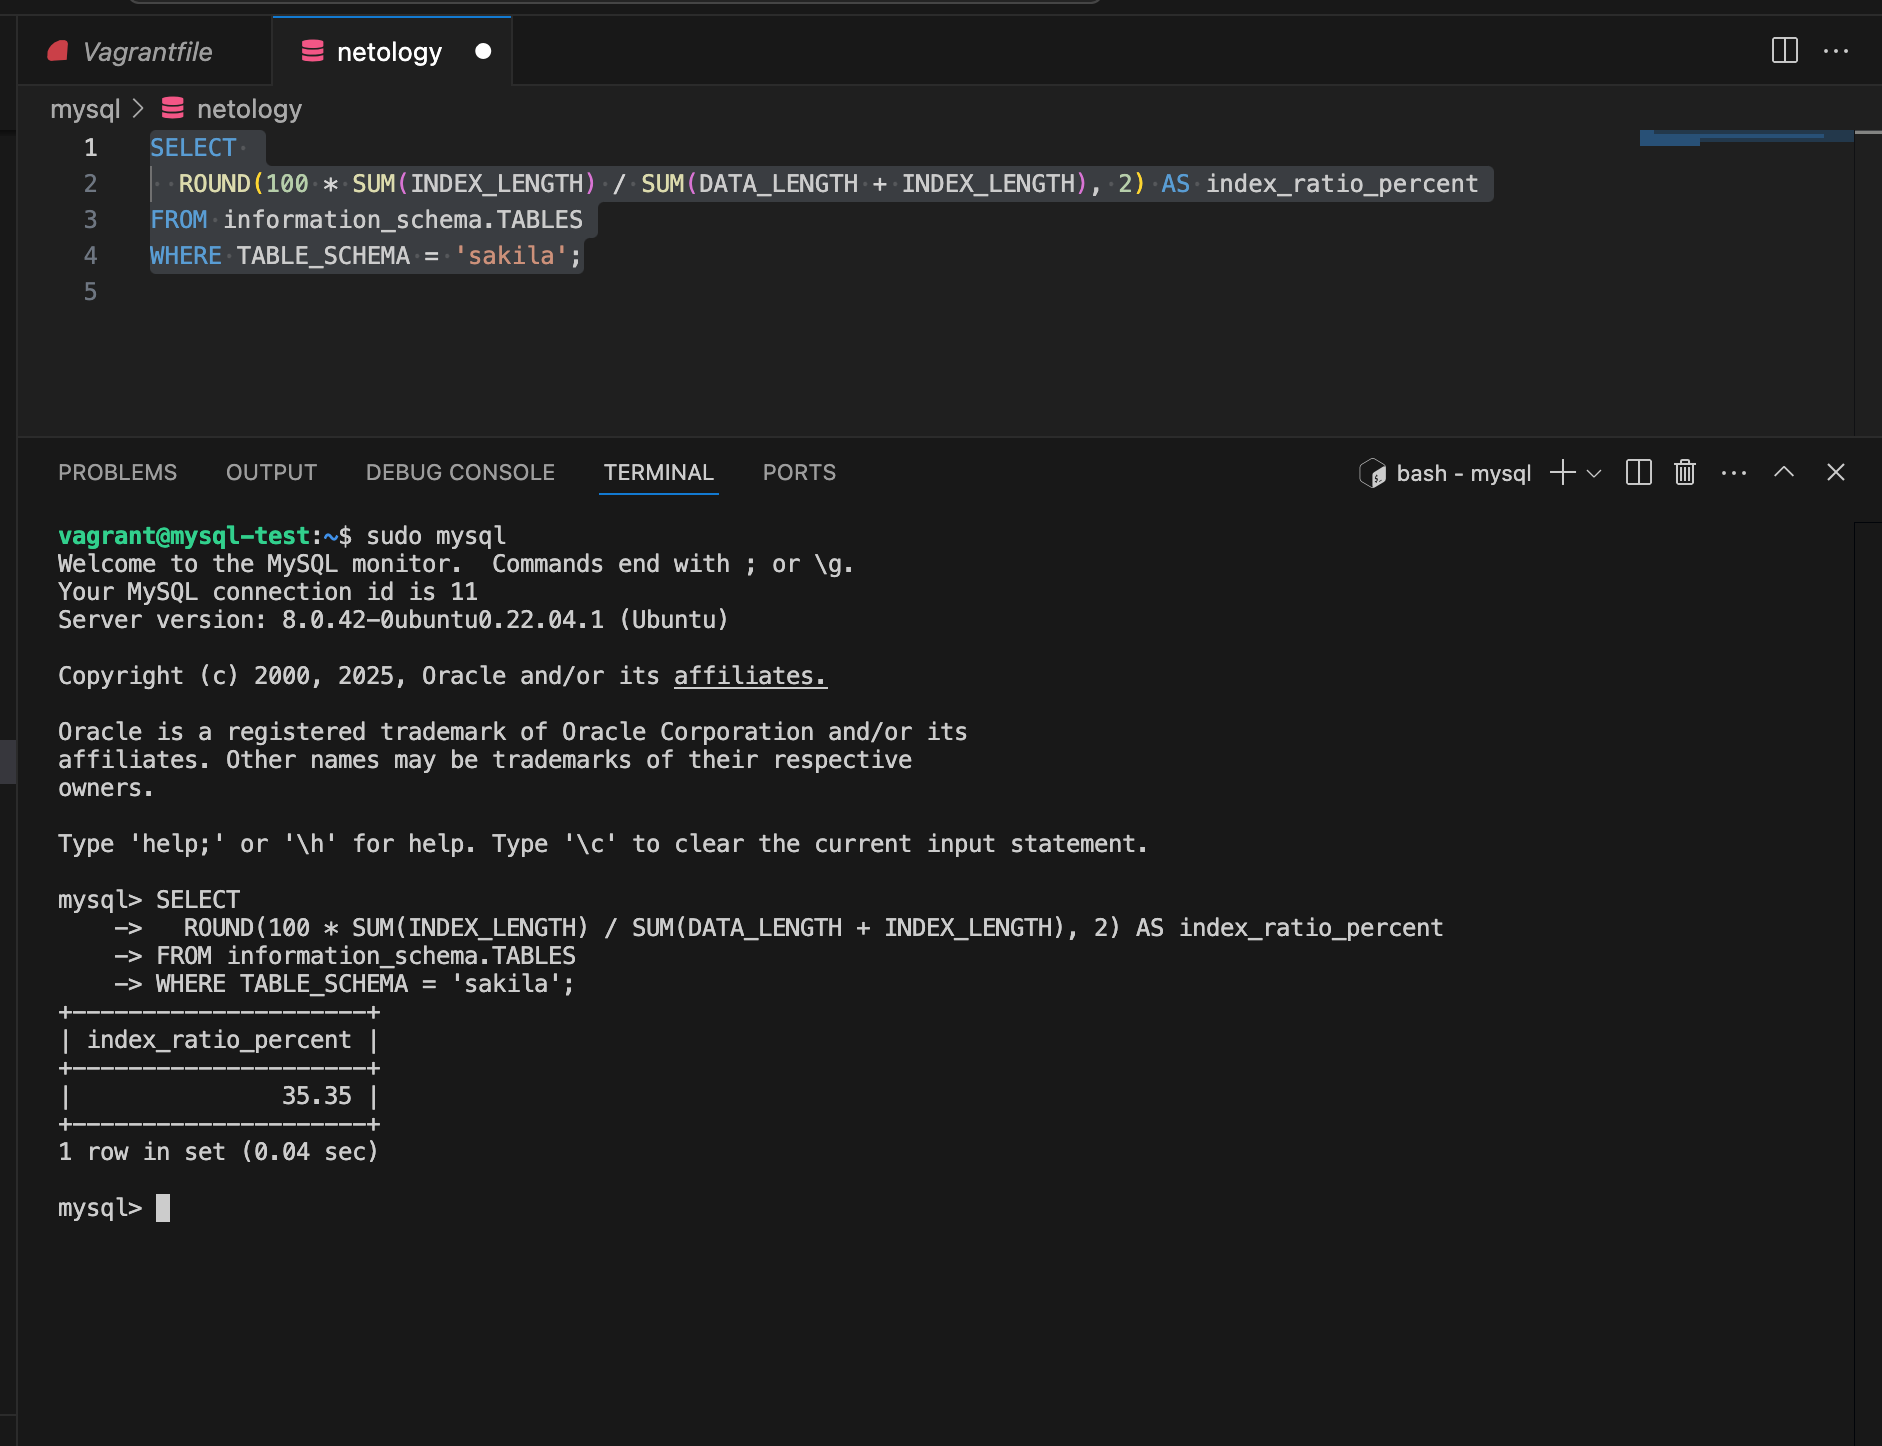 Vagrantfile
netology
mysql > netology
1 SELECT
2   ROUND(100 * SUM(INDEX_LENGTH) / SUM(DATA_LENGTH + INDEX_LENGTH), 2) AS index_ratio_percent
3 FROM information_schema.TABLES
4 WHERE TABLE_SCHEMA = 'sakila';
5
PROBLEMS OUTPUT DEBUG CONSOLE TERMINAL PORTS bash - mysql
vagrant@mysql-test:~$ sudo mysql
Welcome to the MySQL monitor.  Commands end with ; or \g.
Your MySQL connection id is 11
Server version: 8.0.42-0ubuntu0.22.04.1 (Ubuntu)
Copyright (c) 2000, 2025, Oracle and/or its affiliates.
Oracle is a registered trademark of Oracle Corporation and/or its
affiliates. Other names may be trademarks of their respective
owners.
Type 'help;' or '\h' for help. Type '\c' to clear the current input statement.
mysql> SELECT
    ->   ROUND(100 * SUM(INDEX_LENGTH) / SUM(DATA_LENGTH + INDEX_LENGTH), 2) AS index_ratio_percent
    -> FROM information_schema.TABLES
    -> WHERE TABLE_SCHEMA = 'sakila';
+---------------------+
| index_ratio_percent |
+---------------------+
|               35.35 |
+---------------------+
1 row in set (0.04 sec)
mysql>